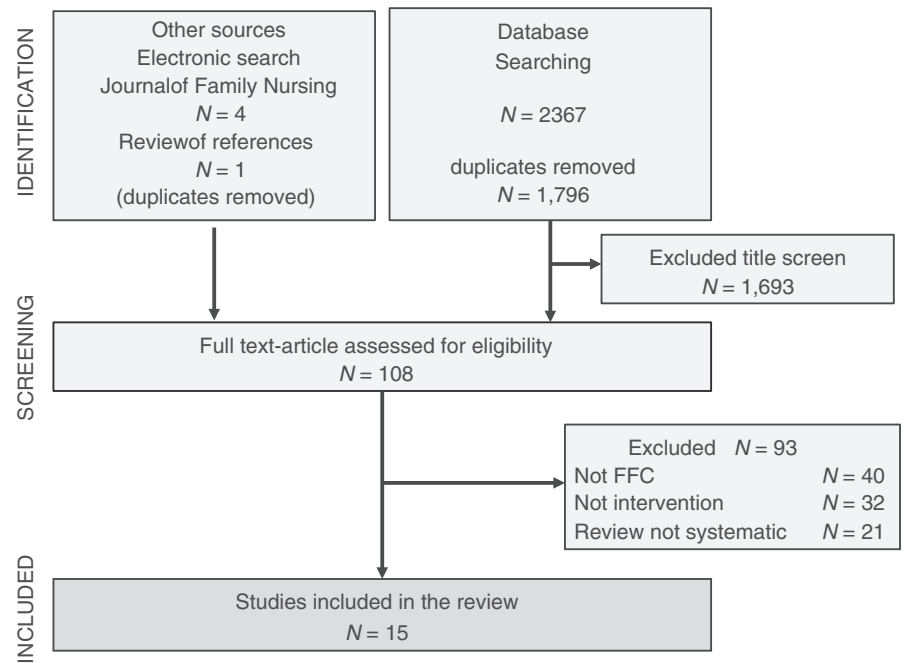 IDENTIFICATION
Other sources
Electronic search
Journalof Family Nursing
N = 4
Reviewof references
N = 1
(duplicates removed)
Database
Searching
N = 2367
duplicates removed
N = 1,796
Excluded title screen
N = 1,693
SCREENING
Full text-article assessed for eligibility
N = 108
Excluded N = 93
Not FFC N = 40
Not intervention N = 32
Review not systematic N = 21
INCLUDED
Studies included in the review
N = 15